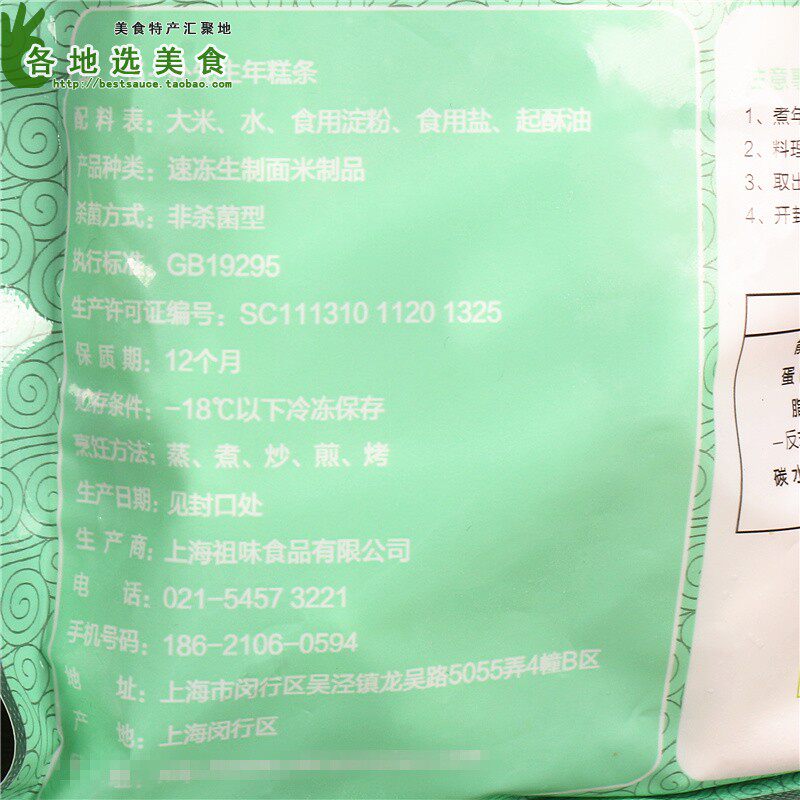 美食特产汇聚地
各地选美食
http://bestsauce.taobao.com
生年糕条
配料表：大米、水、食用淀粉、食用盐、起酥油
产品种类：速冻生制面米制品
杀菌方式：非杀菌型
执行标准：GB19295
生产许可证编号：SC111310 1120 1325
保质期：12个月
贮存条件：-18℃以下冷冻保存
烹饪方法：蒸、煮、炒、煎、烤
生产日期：见封口处
生产商：上海祖味食品有限公司
电话：021-5457 3221
手机号码：186-2106-0594
地址：上海市闵行区吴泾镇龙吴路5055弄4幢B区
产地：上海闵行区
注意事
1、煮年
2、料理
3、取出
4、开封
蛋
脂
-反
碳水